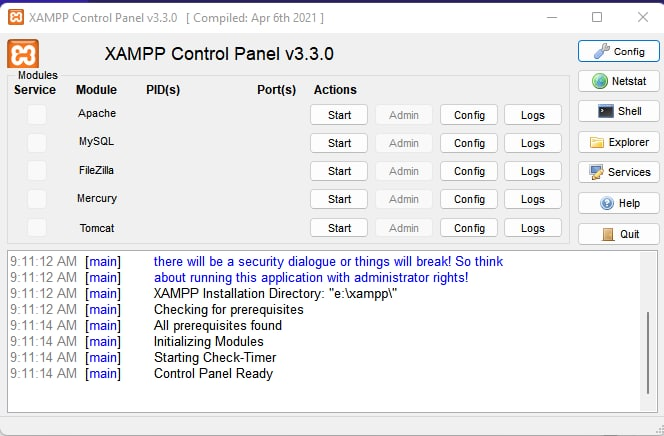 XAMPP Control Panel v3.3.0 [ Compiled: Apr 6th 2021 ]
XAMPP Control Panel v3.3.0
Config
Modules
Service Module PID(s) Port(s) Actions
Netstat
Apache Start Admin Config Logs
Shell
MySQL Start Admin Config Logs
Explorer
FileZilla Start Admin Config Logs
Services
Mercury Start Admin Config Logs
Help
Tomcat Start Admin Config Logs
Quit
9:11:12 AM [main] there will be a security dialogue or things will break! So think
9:11:12 AM [main] about running this application with administrator rights!
9:11:12 AM [main] XAMPP Installation Directory: "e:\xampp\"
9:11:12 AM [main] Checking for prerequisites
9:11:14 AM [main] All prerequisites found
9:11:14 AM [main] Initializing Modules
9:11:14 AM [main] Starting Check-Timer
9:11:14 AM [main] Control Panel Ready